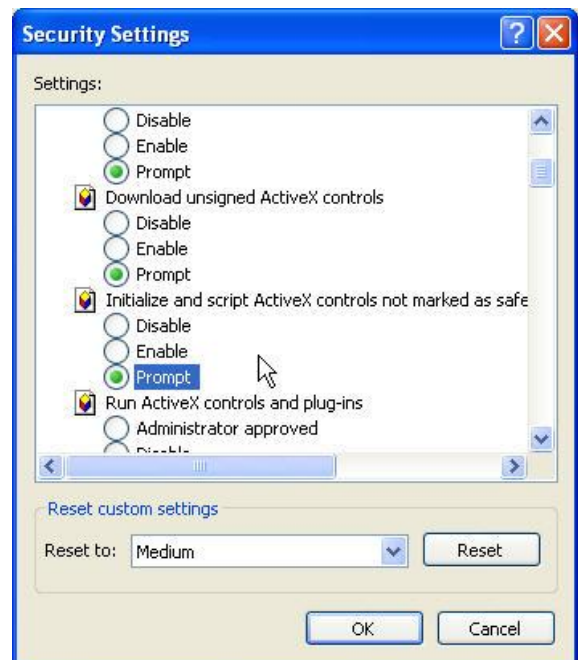 Security Settings
Settings:
Disable
Enable
Prompt
Download unsigned ActiveX controls
Disable
Enable
Prompt
Initialize and script ActiveX controls not marked as safe
Disable
Enable
Prompt
Run ActiveX controls and plug-ins
Administrator approved
Disable
Reset custom settings
Reset to: Medium Reset
OK Cancel